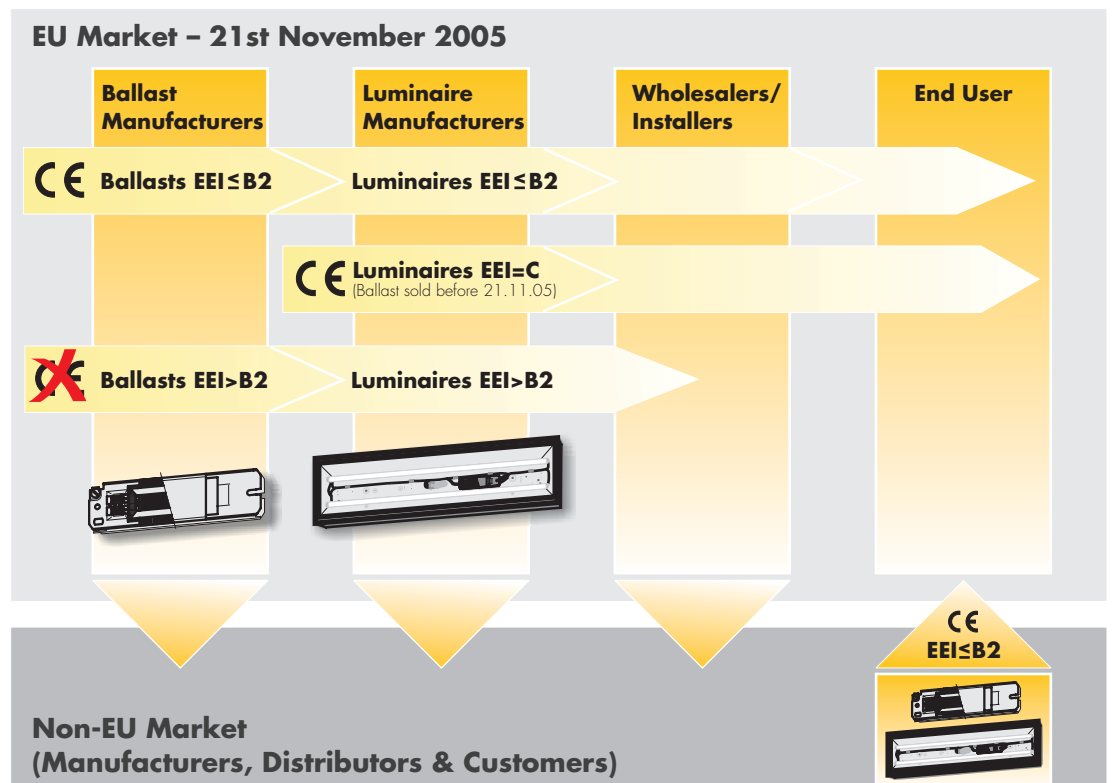 EU Market – 21st November 2005
Ballast
Manufacturers
Luminaire
Manufacturers
Wholesalers/
Installers
End User
CE Ballasts EEI≤B2
Luminaires EEI≤B2
CE Luminaires EEI=C
(Ballast sold before 21.11.05)
CE Ballasts EEI>B2
Luminaires EEI>B2
CE
EEI≤B2
Non-EU Market
(Manufacturers, Distributors & Customers)